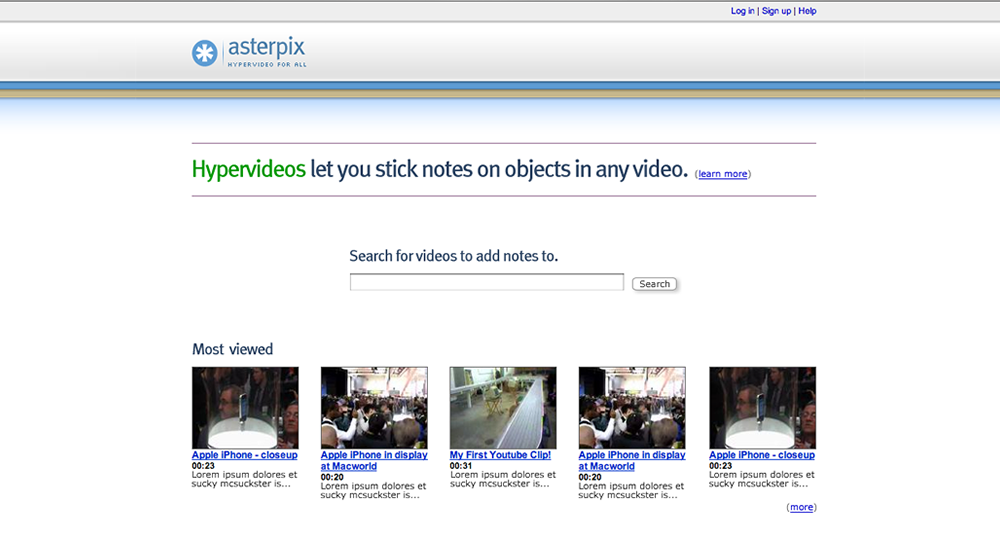 Log in | Sign up | Help
asterpix
HYPERVIDEO FOR ALL
Hypervideos let you stick notes on objects in any video. (learn more)
Search for videos to add notes to.
Search
Most viewed
Apple iPhone - closeup
00:23
Lorem ipsum dolores et
sucky mcsuckster is...
Apple iPhone in display
at Macworld
00:20
Lorem ipsum dolores et
sucky mcsuckster is...
My First Youtube Clip!
00:31
Lorem ipsum dolores et
sucky mcsuckster is...
Apple iPhone in display
at Macworld
00:20
Lorem ipsum dolores et
sucky mcsuckster is...
Apple iPhone - closeup
00:23
Lorem ipsum dolores et
sucky mcsuckster is...
(more)